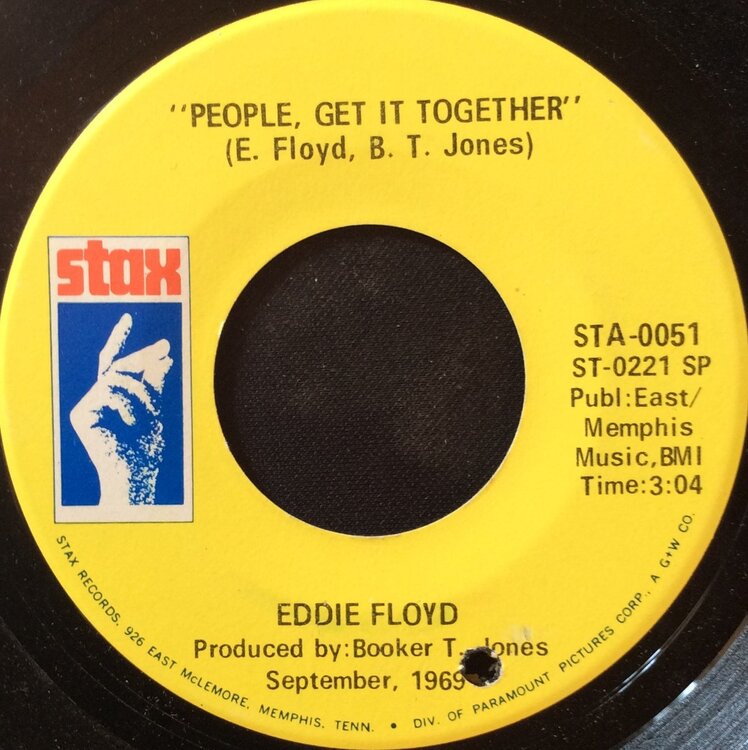 "PEOPLE, GET IT TOGETHER"
(E. Floyd, B. T. Jones)
stax
STA-0051
ST-0221 SP
Publ:East/
Memphis
Music,BMI
Time:3:04
EDDIE FLOYD
Produced by:Booker T. Jones
September, 1969
STAX RECORDS, 926 EAST McLEMORE, MEMPHIS, TENN. • DIV. OF PARAMOUNT PICTURES CORP., A G+W CO.